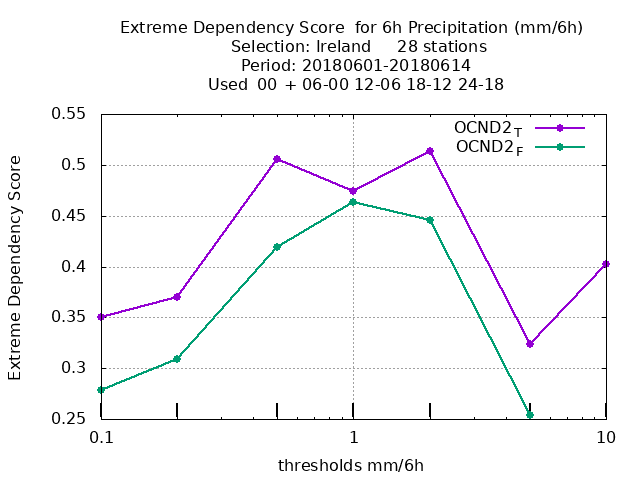 Extreme Dependency Score  for 6h Precipitation (mm/6h)
Selection: Ireland     28 stations
Period: 20180601-20180614
Used  00  + 06-00 12-06 18-12 24-18
OCND2_T
OCND2_F
Extreme Dependency Score
0.55
0.5
0.45
0.4
0.35
0.3
0.25
0.1
1
10
thresholds mm/6h